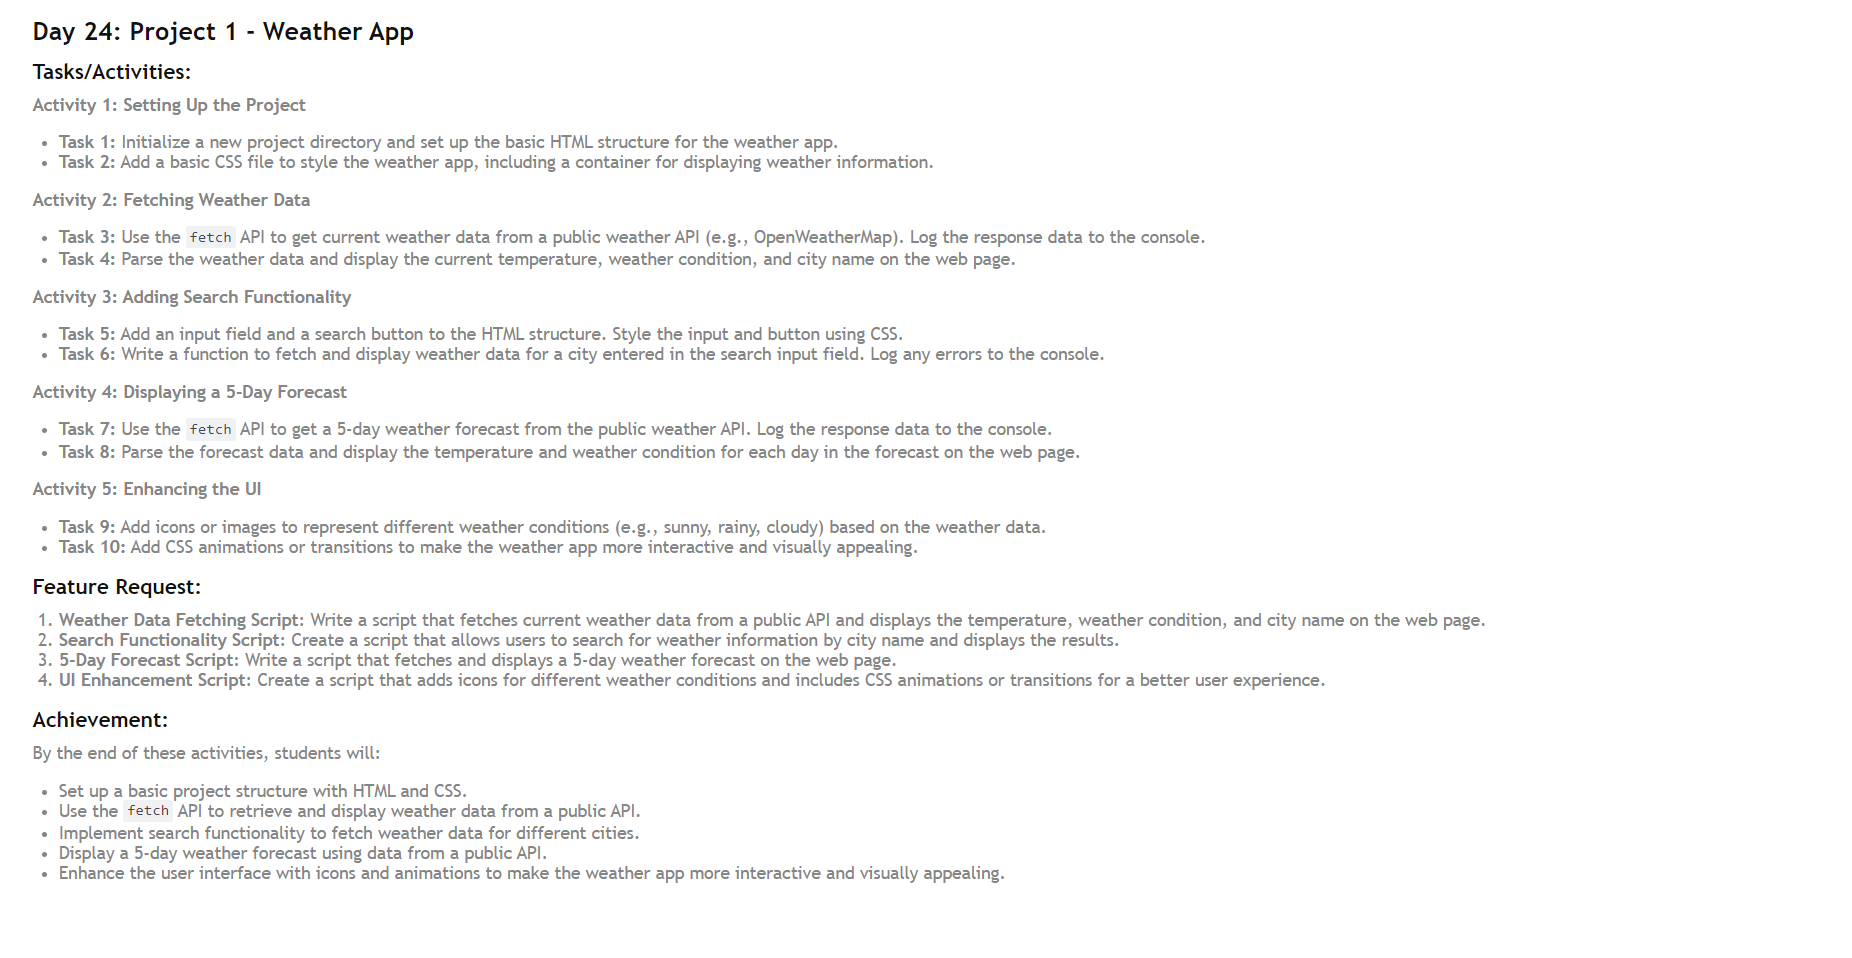 Day 24: Project 1 - Weather App
Tasks/Activities:
Activity 1: Setting Up the Project
• Task 1: Initialize a new project directory and set up the basic HTML structure for the weather app.
• Task 2: Add a basic CSS file to style the weather app, including a container for displaying weather information.
Activity 2: Fetching Weather Data
• Task 3: Use the fetch API to get current weather data from a public weather API (e.g., OpenWeatherMap). Log the response data to the console.
• Task 4: Parse the weather data and display the current temperature, weather condition, and city name on the web page.
Activity 3: Adding Search Functionality
• Task 5: Add an input field and a search button to the HTML structure. Style the input and button using CSS.
• Task 6: Write a function to fetch and display weather data for a city entered in the search input field. Log any errors to the console.
Activity 4: Displaying a 5-Day Forecast
• Task 7: Use the fetch API to get a 5-day weather forecast from the public weather API. Log the response data to the console.
• Task 8: Parse the forecast data and display the temperature and weather condition for each day in the forecast on the web page.
Activity 5: Enhancing the UI
• Task 9: Add icons or images to represent different weather conditions (e.g., sunny, rainy, cloudy) based on the weather data.
• Task 10: Add CSS animations or transitions to make the weather app more interactive and visually appealing.
Feature Request:
1. Weather Data Fetching Script: Write a script that fetches current weather data from a public API and displays the temperature, weather condition, and city name on the web page.
2. Search Functionality Script: Create a script that allows users to search for weather information by city name and displays the results.
3. 5-Day Forecast Script: Write a script that fetches and displays a 5-day weather forecast on the web page.
4. UI Enhancement Script: Create a script that adds icons for different weather conditions and includes CSS animations or transitions for a better user experience.
Achievement:
By the end of these activities, students will:
• Set up a basic project structure with HTML and CSS.
• Use the fetch API to retrieve and display weather data from a public API.
• Implement search functionality to fetch weather data for different cities.
• Display a 5-day weather forecast using data from a public API.
• Enhance the user interface with icons and animations to make the weather app more interactive and visually appealing.